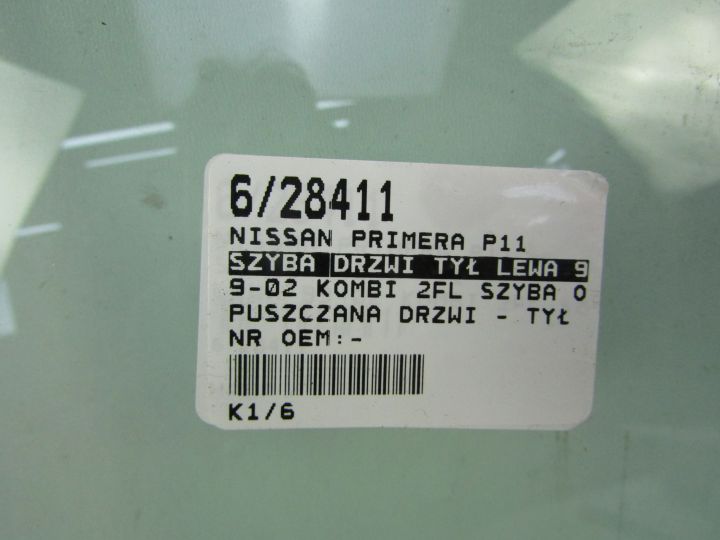 6/28411
NISSAN PRIMERA P11
SZYBA DRZWI TYŁ LEWA 9
9-02 KOMBI 2FL SZYBA O
PUSZCZANA DRZWI - TYŁ
NR OEM:-
K1/6